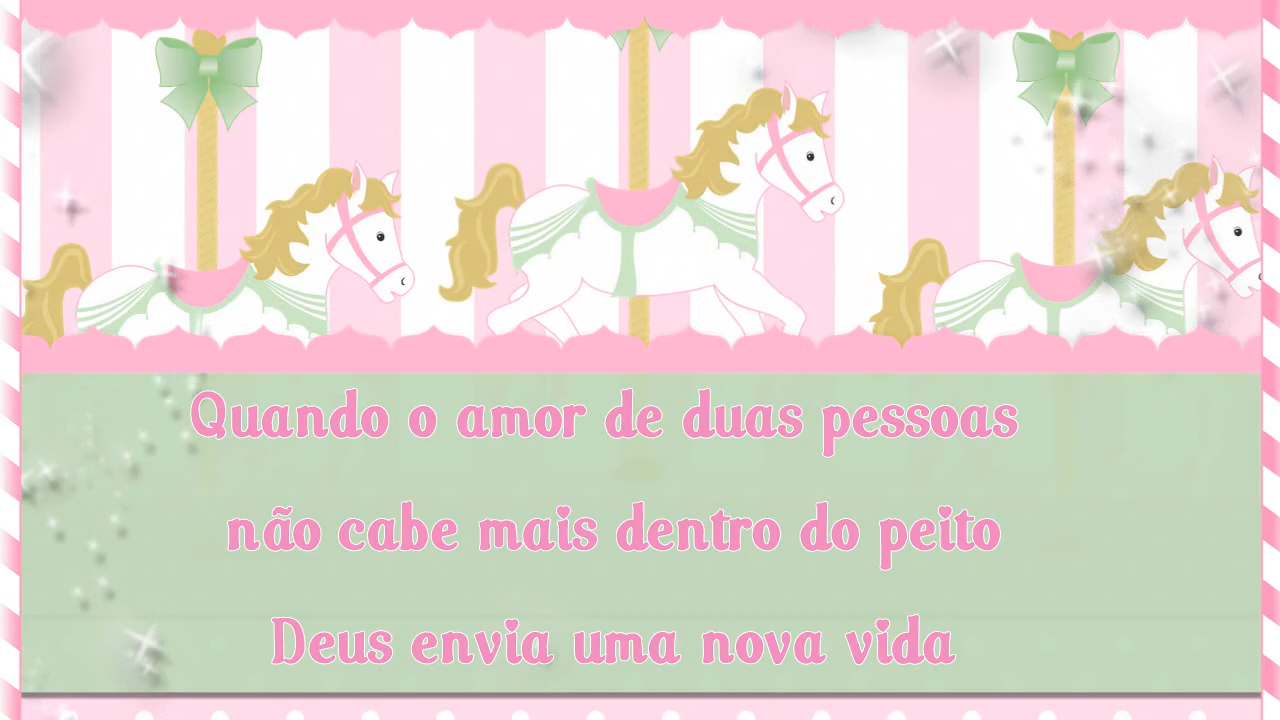 Quando o amor de duas pessoas
não cabe mais dentro do peito
Deus envia uma nova vida